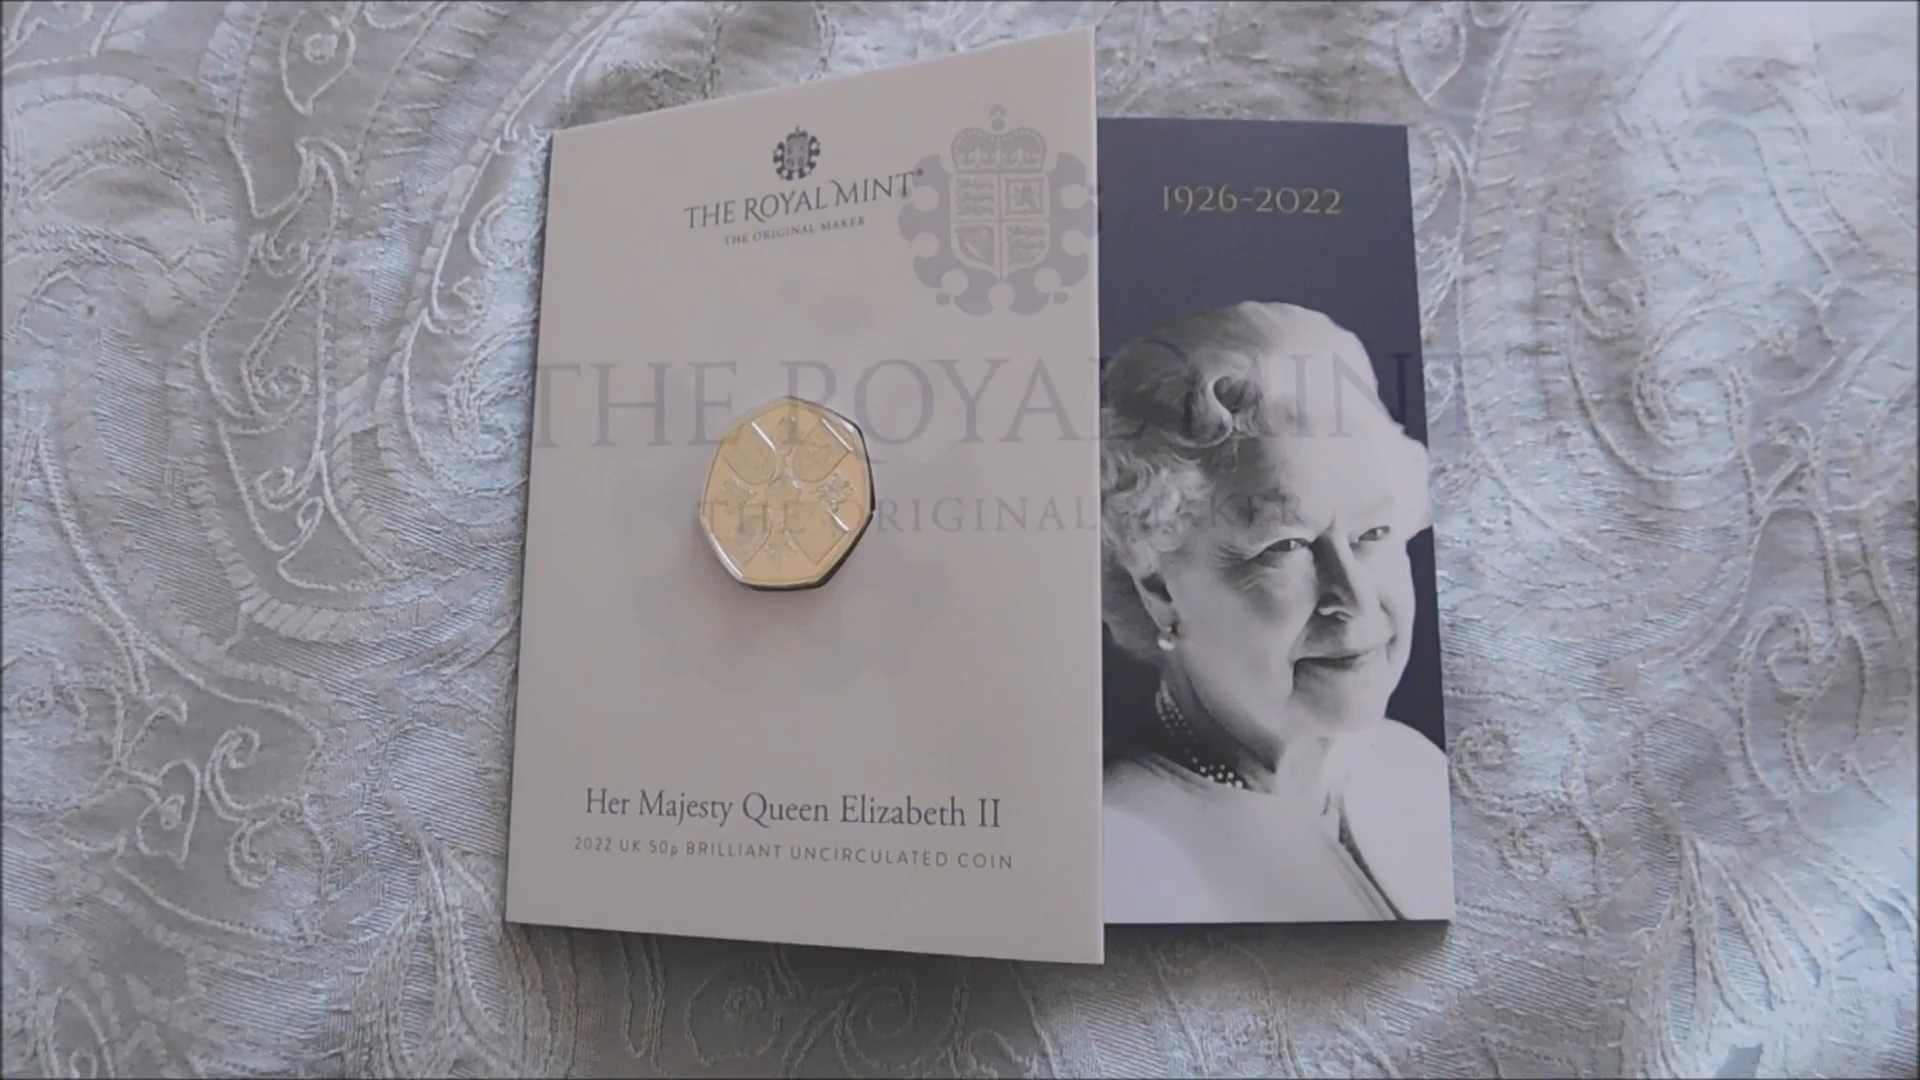 THE ROYAL MINT®
THE ORIGINAL MAKER
1926-2022
THE ROYAL MINT
THE ORIGINAL MAKER
Her Majesty Queen Elizabeth II
2022 UK 50p BRILLIANT UNCIRCULATED COIN